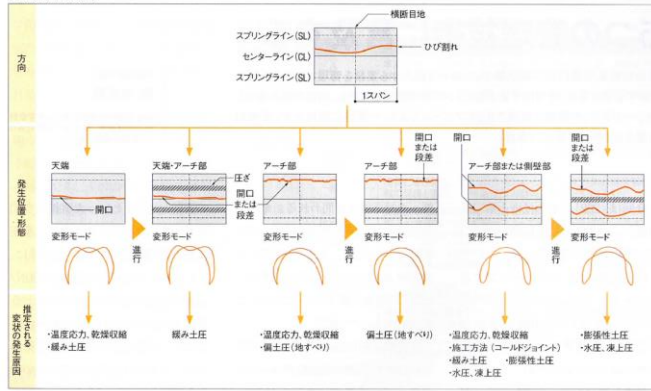 方向
横断目地
スプリングライン(SL)
センターライン(CL)
スプリングライン(SL)
ひび割れ
1スパン
発生位置・形態
天端
開口
変形モード
進行
天端・アーチ部
圧ざ
開口
または
段差
変形モード
アーチ部
変形モード
アーチ部
開口
または
段差
変形モード
進行
開口
アーチ部または側壁部
変形モード
進行
開口
または
段差
変形モード
推定される
変状の発生原因
・温度応力、乾燥収縮
・緩み土圧
緩み土圧
・温度応力、乾燥収縮
・偏土圧(地すべり)
偏土圧(地すべり)
・温度応力、乾燥収縮
・施工方法(コールドジョイント)
・緩み土圧 ・膨張性土圧
・水圧、凍上圧
・膨張性土圧
・水圧、凍上圧